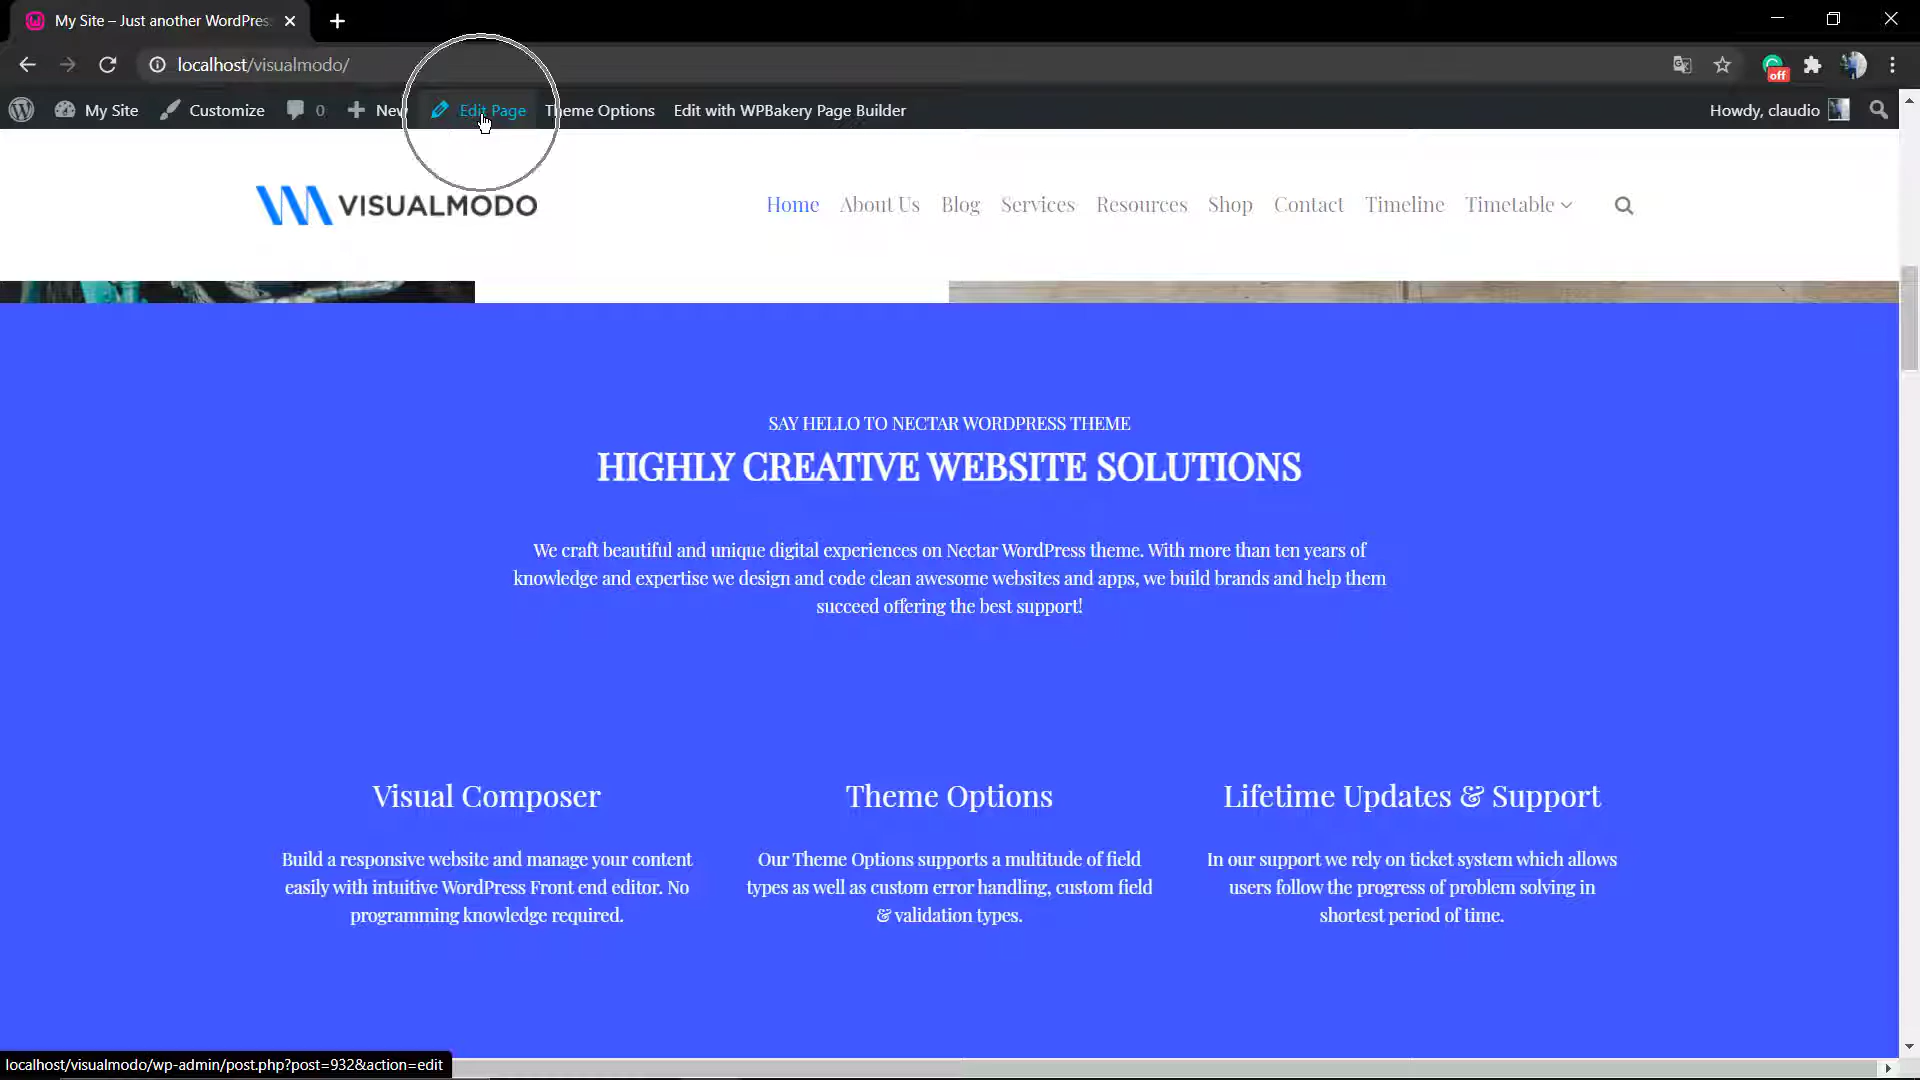 My Site – Just another WordPres
localhost/visualmodo/
off
My Site
Customize
0
New
Edit Page
Theme Options
Edit with WPBakery Page Builder
Howdy, claudio
VISUALMODO
Home
About Us
Blog
Services
Resources
Shop
Contact
Timeline
Timetable
SAY HELLO TO NECTAR WORDPRESS THEME
HIGHLY CREATIVE WEBSITE SOLUTIONS
We craft beautiful and unique digital experiences on Nectar WordPress theme. With more than ten years of
knowledge and expertise we design and code clean awesome websites and apps, we build brands and help them
succeed offering the best support!
Visual Composer
Build a responsive website and manage your content
easily with intuitive WordPress Front end editor. No
programming knowledge required.
Theme Options
Our Theme Options supports a multitude of field
types as well as custom error handling, custom field
& validation types.
Lifetime Updates & Support
In our support we rely on ticket system which allows
users follow the progress of problem solving in
shortest period of time.
localhost/visualmodo/wp-admin/post.php?post=932&action=edit